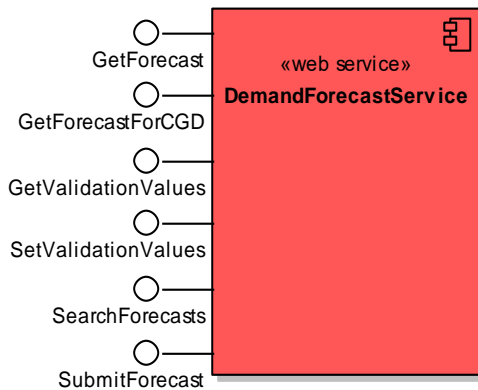 GetForecast
«web service»
DemandForecastService
GetForecastForCGD
GetValidationValues
SetValidationValues
SearchForecasts
SubmitForecast